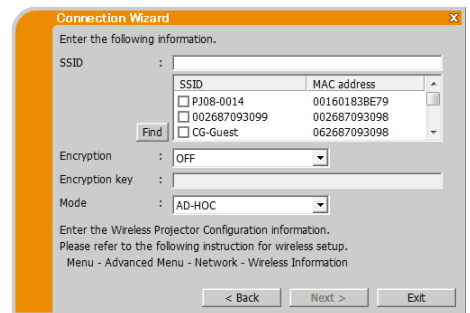 Connection Wizard x
Enter the following information.
SSID :
SSID MAC address
PJ08-0014 00160183BE79
002687093099 002687093098
Find CG-Guest 062687093098
Encryption : OFF
Encryption key :
Mode : AD-HOC
Enter the Wireless Projector Configuration information.
Please refer to the following instruction for wireless setup.
Menu - Advanced Menu - Network - Wireless Information
< Back Next > Exit